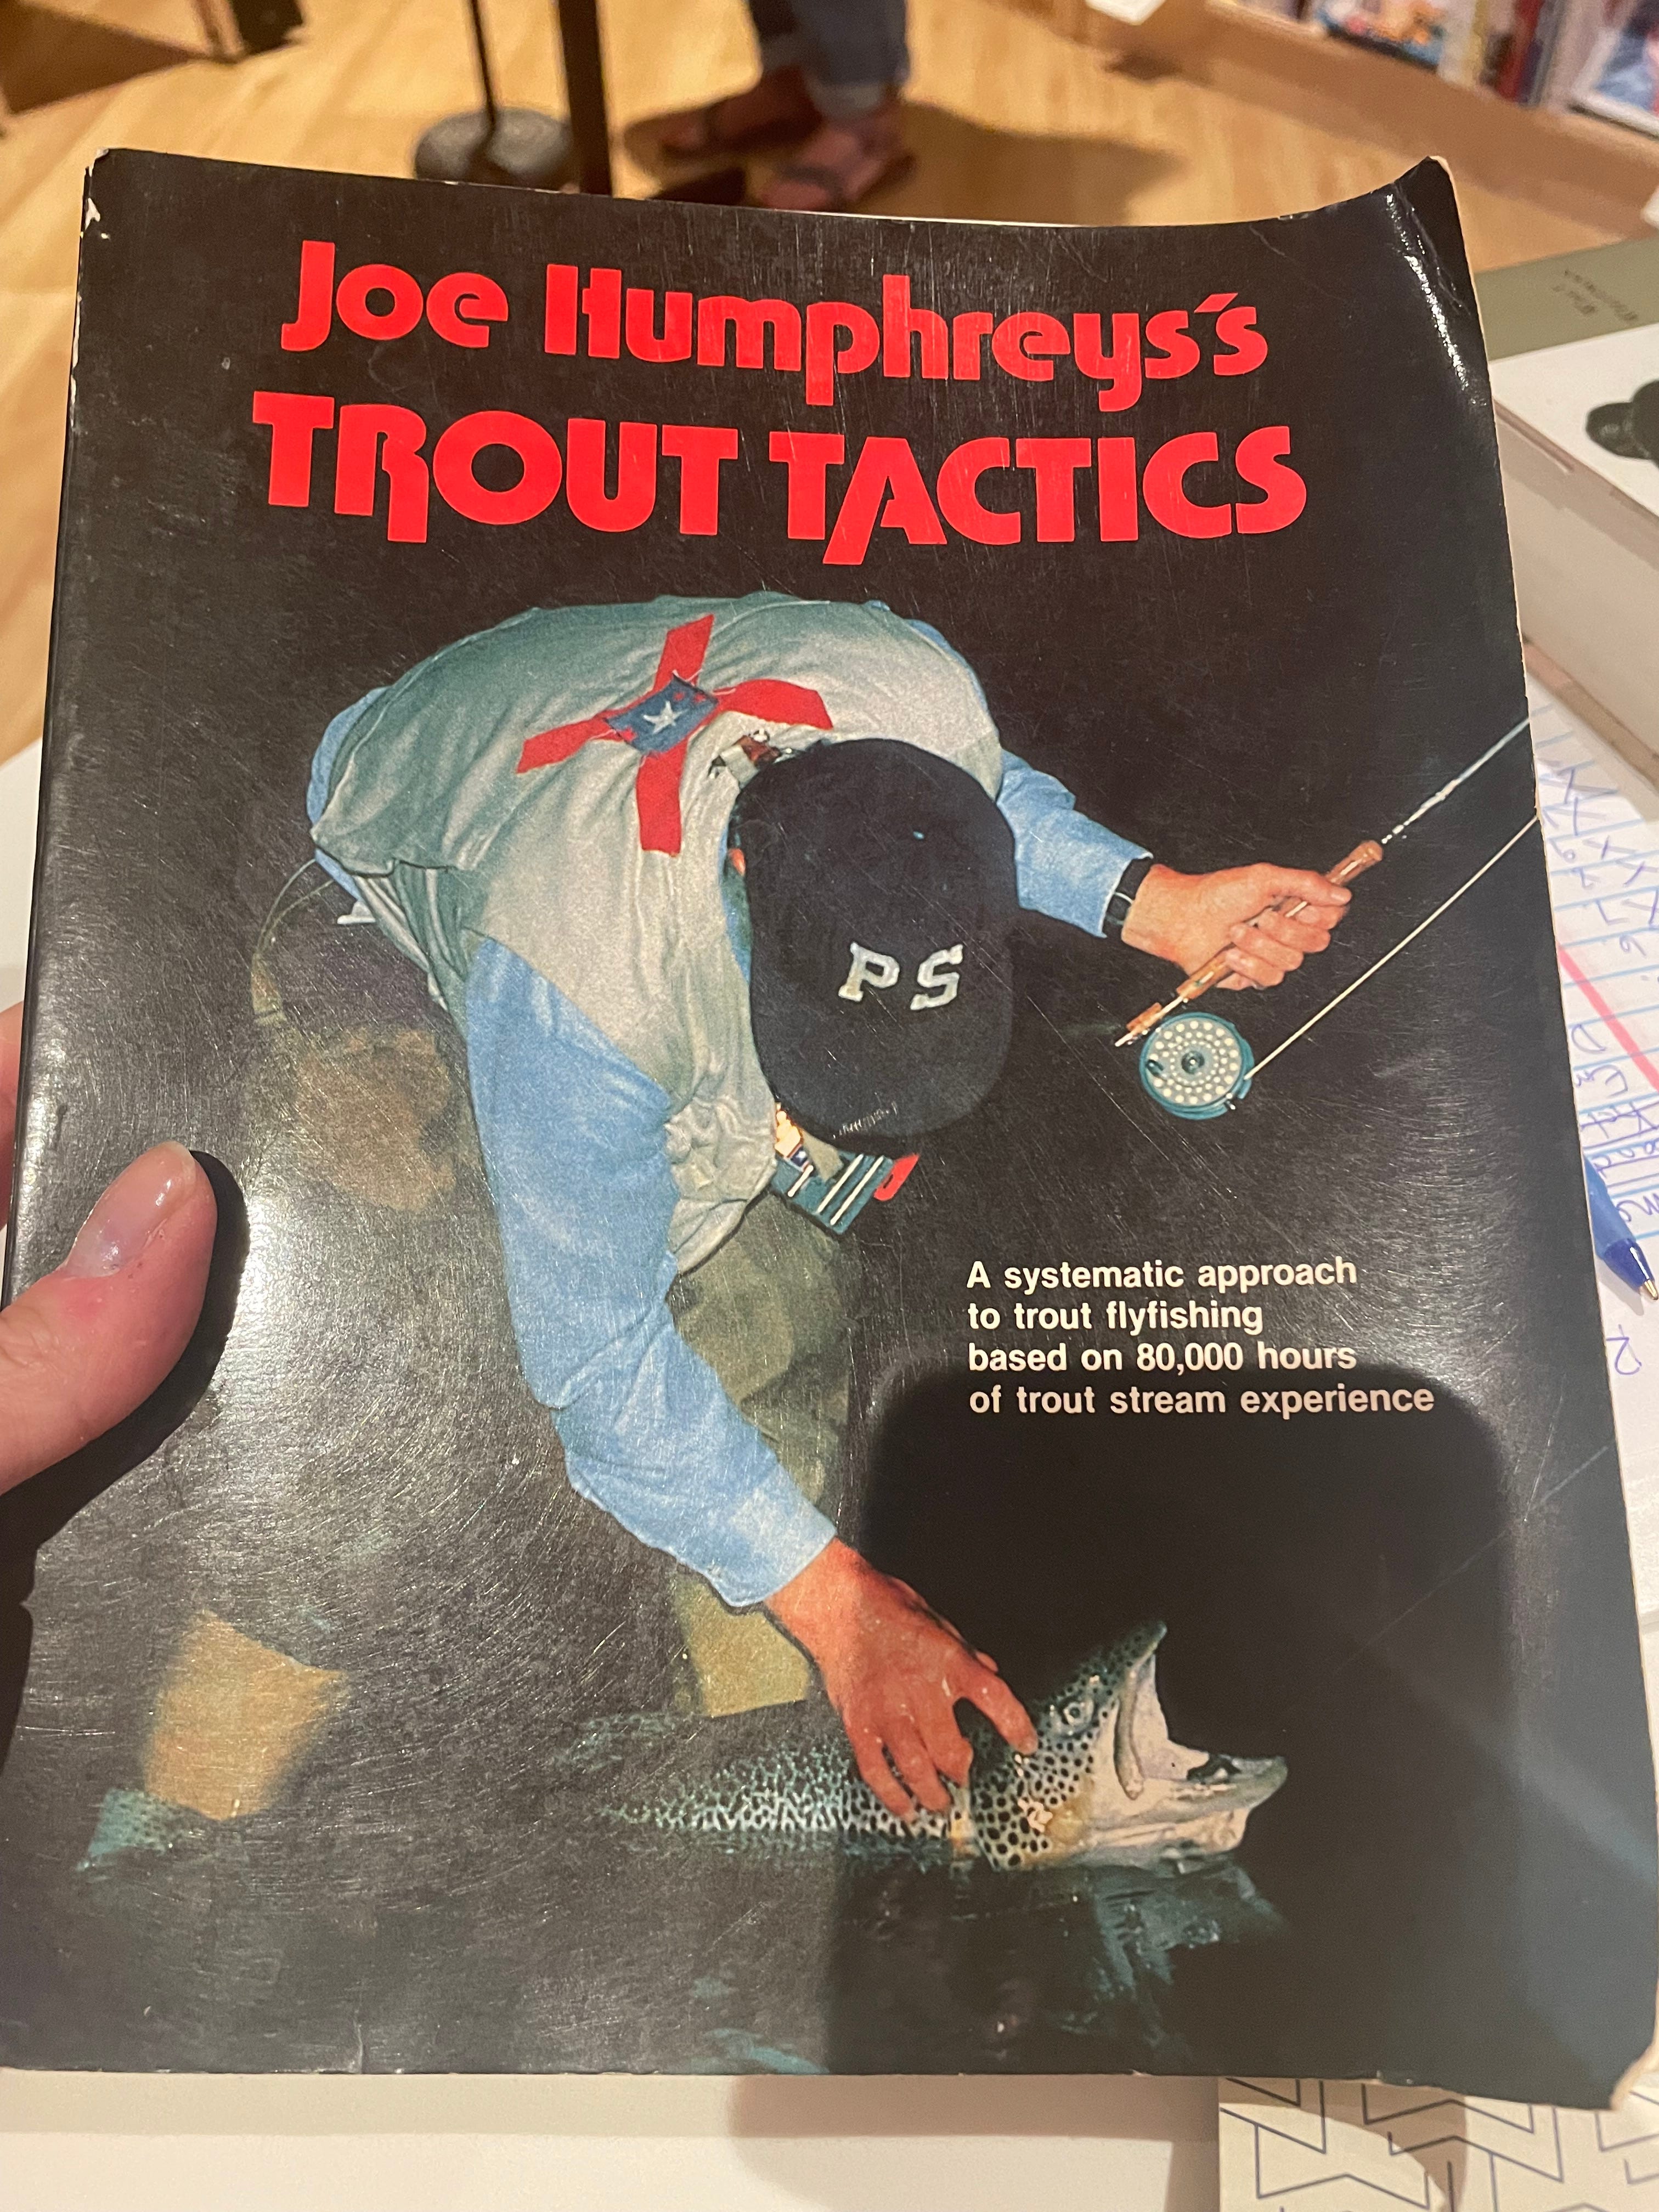 Joe Humphreys's
TROUT TACTICS
PS
A systematic approach
to trout flyfishing
based on 80,000 hours
of trout stream experience